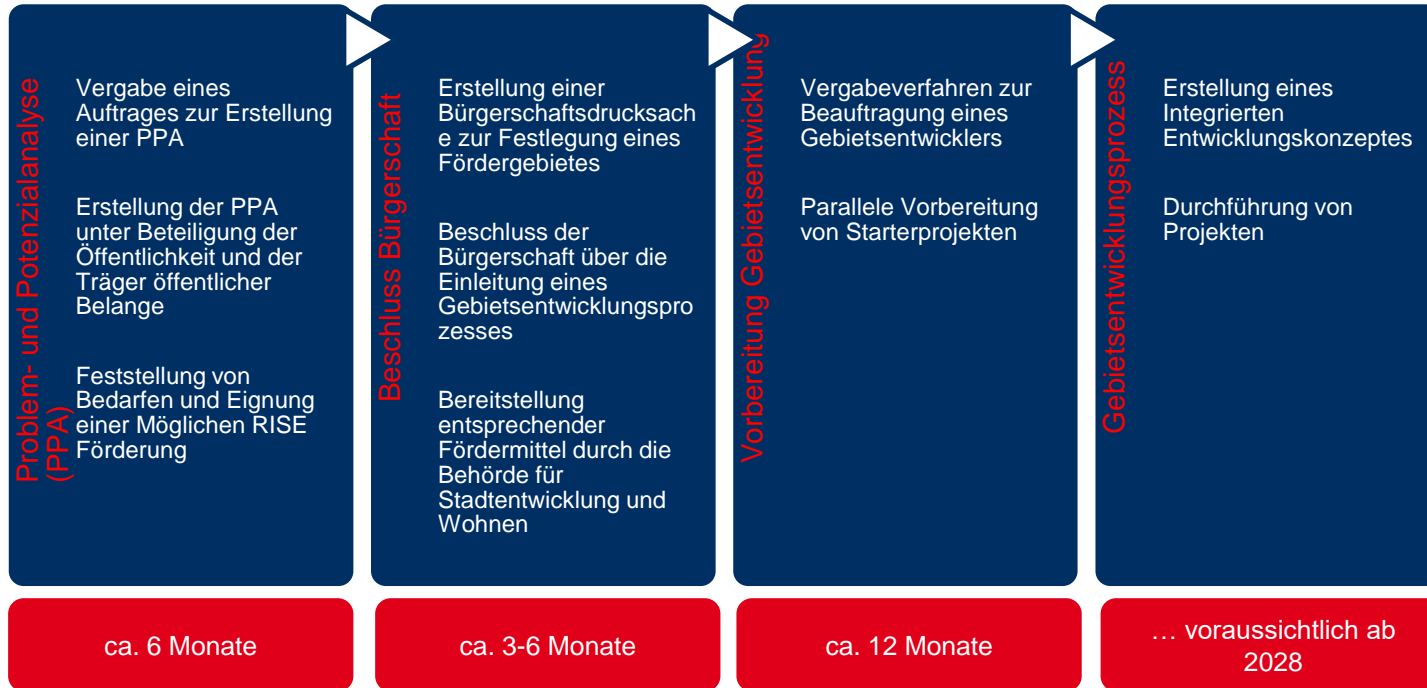 Problem- und Potenzialanalyse
(PPA)
Vergabe eines
Auftrages zur Erstellung
einer PPA
Erstellung der PPA
unter Beteiligung der
Öffentlichkeit und der
Träger öffentlicher
Belange
Feststellung von
Bedarfen und Eignung
einer Möglichen RISE
Förderung
ca. 6 Monate
Beschluss Bürgerschaft
Erstellung einer
Bürgerschaftsdrucksach
e zur Festlegung eines
Fördergebietes
Beschluss der
Bürgerschaft über die
Einleitung eines
Gebietsentwicklungspro
zesses
Bereitstellung
entsprechender
Fördermittel durch die
Behörde für
Stadtentwicklung und
Wohnen
ca. 3-6 Monate
Vorbereitung Gebietsentwicklung
Vergabeverfahren zur
Beauftragung eines
Gebietsentwicklers
Parallele Vorbereitung
von Starterprojekten
ca. 12 Monate
Gebietsentwicklungsprozess
Erstellung eines
Integrierten
Entwicklungskonzeptes
Durchführung von
Projekten
… voraussichtlich ab
2028